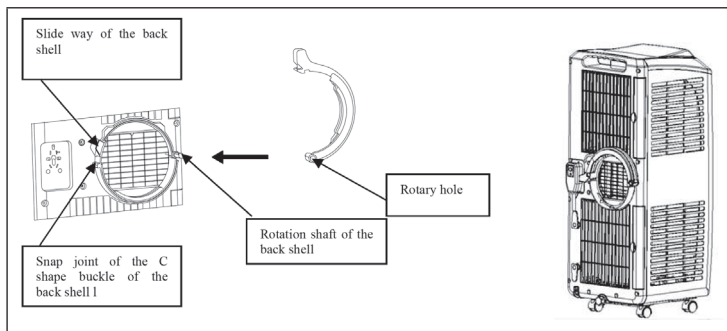 Slide way of the back
shell
Rotary hole
Rotation shaft of the
back shell
Snap joint of the C
shape buckle of the
back shell l